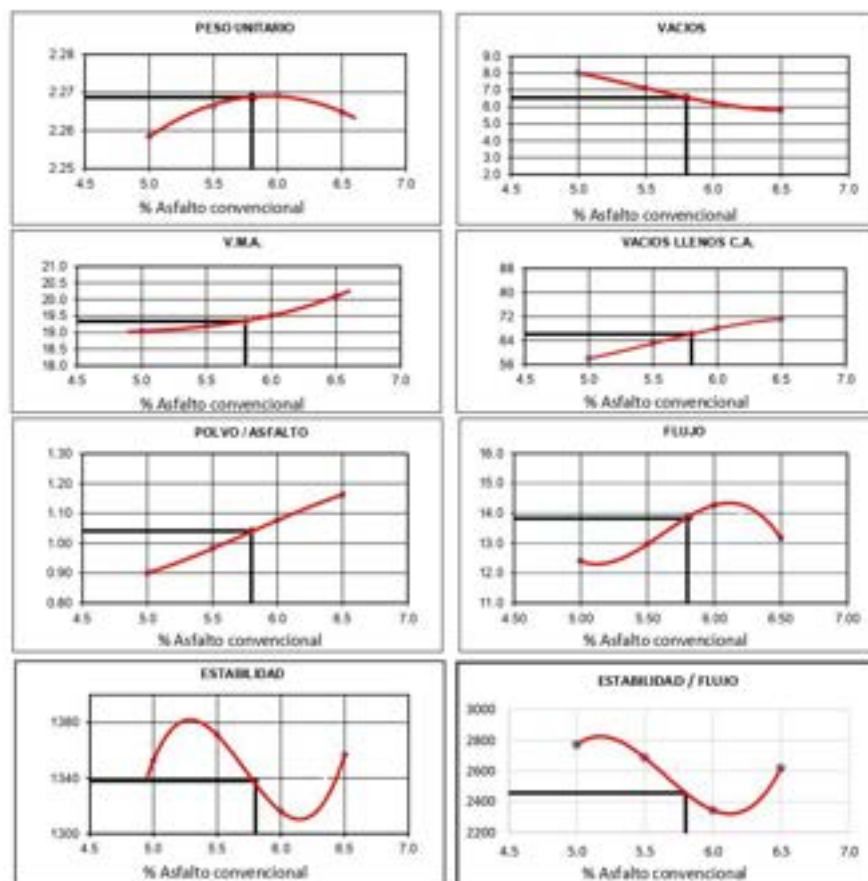 PESO UNITARIO
2.28
2.27
2.26
2.25
4.5 5.0 5.5 6.0 6.5 7.0
% Asfalto convencional
VACIOS
9.0
8.0
7.0
6.0
5.0
4.0
3.0
2.0
4.5 5.0 5.5 6.0 6.5 7.0
% Asfalto convencional
V.M.A.
21.0
20.5
20.0
19.5
19.0
18.5
18.0
4.5 5.0 5.5 6.0 6.5 7.0
% Asfalto convencional
VACIOS LLENOS C.A.
88
80
72
64
56
4.5 5.0 5.5 6.0 6.5 7.0
% Asfalto convencional
POLVO / ASFALTO
1.30
1.20
1.10
1.00
0.90
0.80
4.5 5.0 5.5 6.0 6.5 7.0
% Asfalto convencional
FLUJO
16.0
15.0
14.0
13.0
12.0
11.0
4.50 5.00 5.50 6.00 6.50 7.00
% Asfalto convencional
ESTABILIDAD
1380
1340
1300
4.5 5.0 5.5 6.0 6.5 7.0
% Asfalto convencional
ESTABILIDAD / FLUJO
3000
2800
2600
2400
2200
4.5 5.0 5.5 6.0 6.5 7.0
% Asfalto convencional